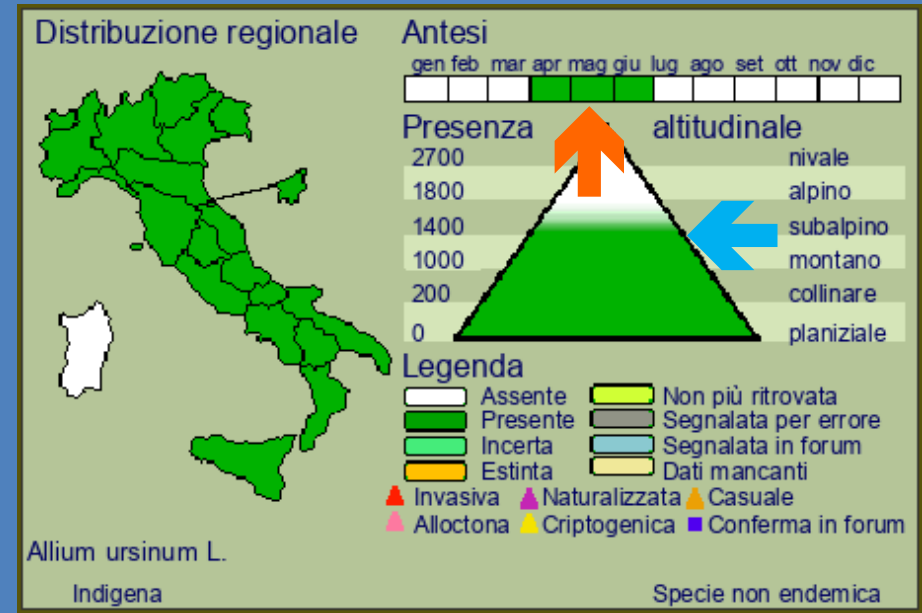 Distribuzione regionale
Antesi
gen feb mar apr mag giu lug ago set ott nov dic
Presenza altitudinale
2700 nivale
1800 alpino
1400 subalpino
1000 montano
200 collinare
0 planiziale
Legenda
Assente Non più ritrovata
Presente Segnalata per errore
Incerta Segnalata in forum
Estinta Dati mancanti
Invasiva Naturalizzata Casuale
Alloctona Criptogenica Conferma in forum
Allium ursinum L.
Indigena Specie non endemica